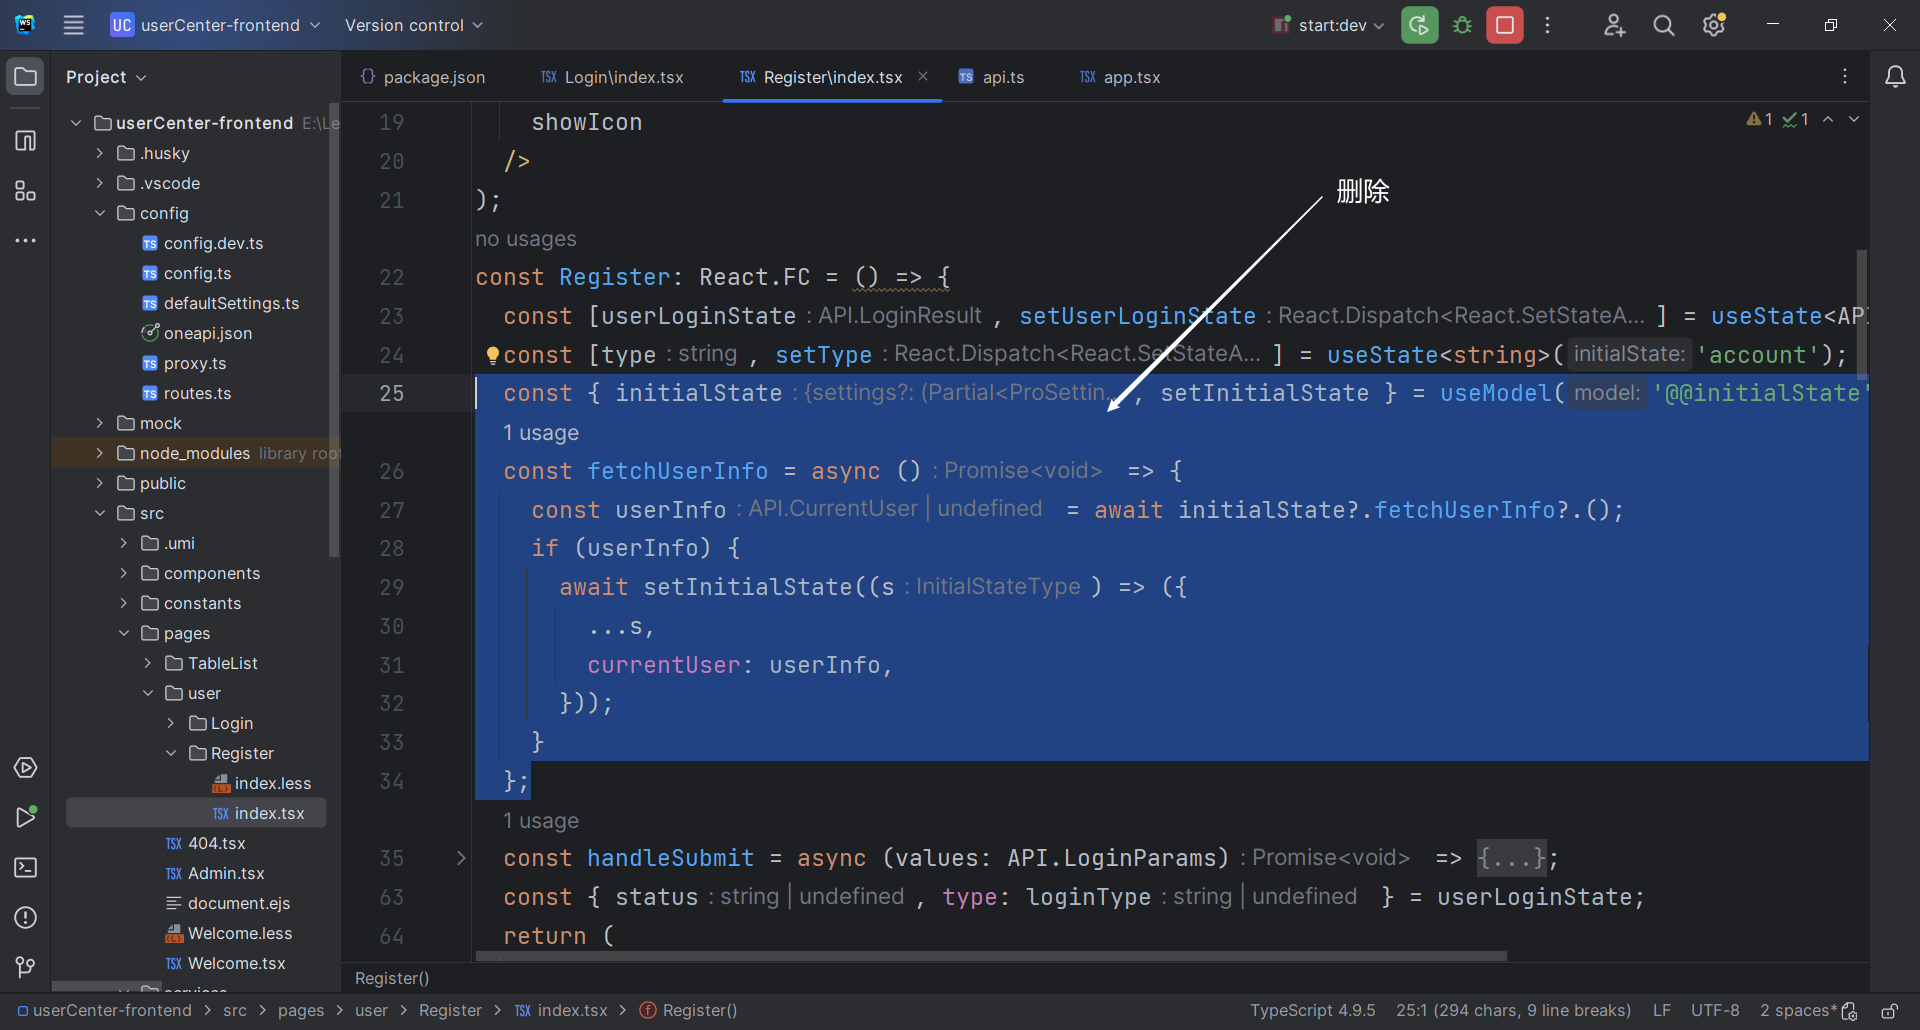 UC userCenter-frontend Version control start:dev
Project
package.json
Login\index.tsx
Register\index.tsx
api.ts
app.tsx
userCenter-frontend E:\Le
.husky
.vscode
config
config.dev.ts
config.ts
defaultSettings.ts
oneapi.json
proxy.ts
routes.ts
mock
node_modules library root
public
src
.umi
components
constants
pages
TableList
user
Login
Register
index.less
index.tsx
404.tsx
Admin.tsx
document.ejs
Welcome.less
Welcome.tsx
services
1 1
删除
19 showIcon
20 />
21 );
no usages
22 const Register: React.FC = () => {
23 const [userLoginState : API.LoginResult , setUserLoginState : React.Dispatch<React.SetStateA... ] = useState<API
24 const [type : string , setType : React.Dispatch<React.SetStateA... ] = useState<string>( initialState: 'account');
25 const { initialState : {settings?: (Partial<ProSettin... , setInitialState } = useModel( model: '@@initialState'
1 usage
26 const fetchUserInfo = async () : Promise<void> => {
27 const userInfo : API.CurrentUser | undefined = await initialState?.fetchUserInfo?.();
28 if (userInfo) {
29 await setInitialState((s : InitialStateType ) => ({
30 ...s,
31 currentUser: userInfo,
32 }));
33 }
34 };
1 usage
35 const handleSubmit = async (values: API.LoginParams) : Promise<void> => {...};
63 const { status : string | undefined , type: loginType : string | undefined } = userLoginState;
64 return (
Register()
userCenter-frontend > src > pages > user > Register > index.tsx > Register()
TypeScript 4.9.5 25:1 (294 chars, 9 line breaks) LF UTF-8 2 spaces*